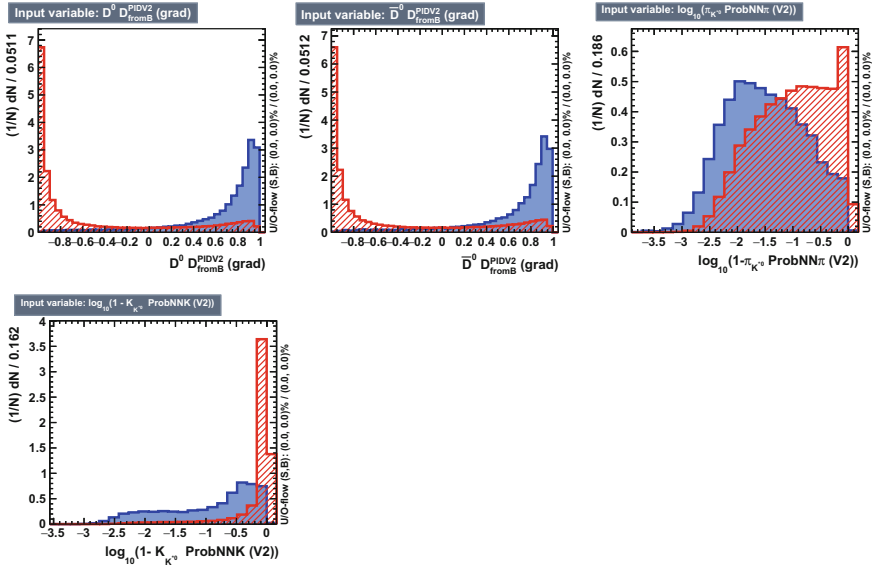 Input variable: D⁰ D^PIDV2_fromB (grad)
(1/N) dN / 0.0511
7
6
5
4
3
2
1
0
−0.8−0.6−0.4−0.2 0 0.2 0.4 0.6 0.8 1
D⁰ D^PIDV2_fromB (grad)
U/O-flow (S,B): (0.0, 0.0)% / (0.0, 0.0)%
Input variable: D̅⁰ D^PIDV2_fromB (grad)
(1/N) dN / 0.0512
7
6
5
4
3
2
1
0
−0.8−0.6−0.4−0.2 0 0.2 0.4 0.6 0.8 1
D̅⁰ D^PIDV2_fromB (grad)
U/O-flow (S,B): (0.0, 0.0)% / (0.0, 0.0)%
Input variable: log₁₀(π_K*⁰ ProbNNπ (V2))
(1/N) dN / 0.186
0.6
0.5
0.4
0.3
0.2
0.1
0
−3.5 −3 −2.5 −2 −1.5 −1 −0.5 0
log₁₀(1-π_K*⁰ ProbNNπ (V2))
U/O-flow (S,B): (0.0, 0.0)% / (0.0, 0.0)%
Input variable: log₁₀(1 - K_K*⁰ ProbNNK (V2))
(1/N) dN / 0.162
4
3.5
3
2.5
2
1.5
1
0.5
0
−3.5 −3 −2.5 −2 −1.5 −1 −0.5 0
log₁₀(1- K_K*⁰ ProbNNK (V2))
U/O-flow (S,B): (0.0, 0.0)% / (0.0, 0.0)%